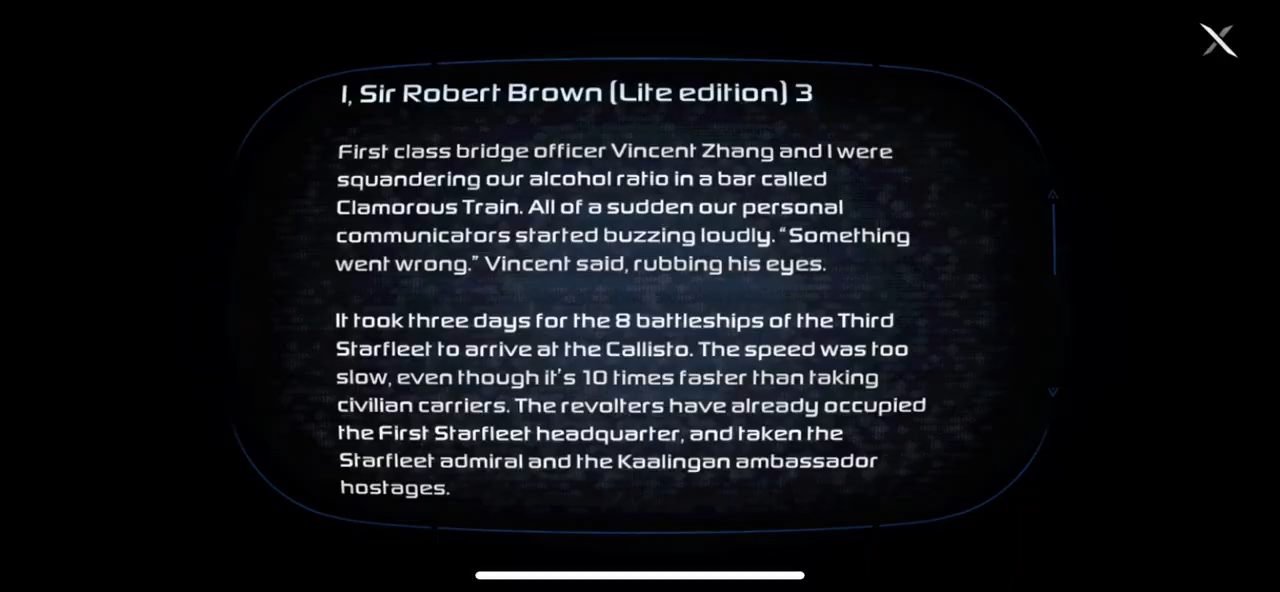 I, Sir Robert Brown (Lite edition) 3
First class bridge officer Vincent Zhang and I were
squandering our alcohol ratio in a bar called
Clamorous Train. All of a sudden our personal
communicators started buzzing loudly. “Something
went wrong.” Vincent said, rubbing his eyes.
It took three days for the 8 battleships of the Third
Starfleet to arrive at the Callisto. The speed was too
slow, even though it's 10 times faster than taking
civilian carriers. The revolters have already occupied
the First Starfleet headquarter, and taken the
Starfleet admiral and the Kaalingan ambassador
hostages.